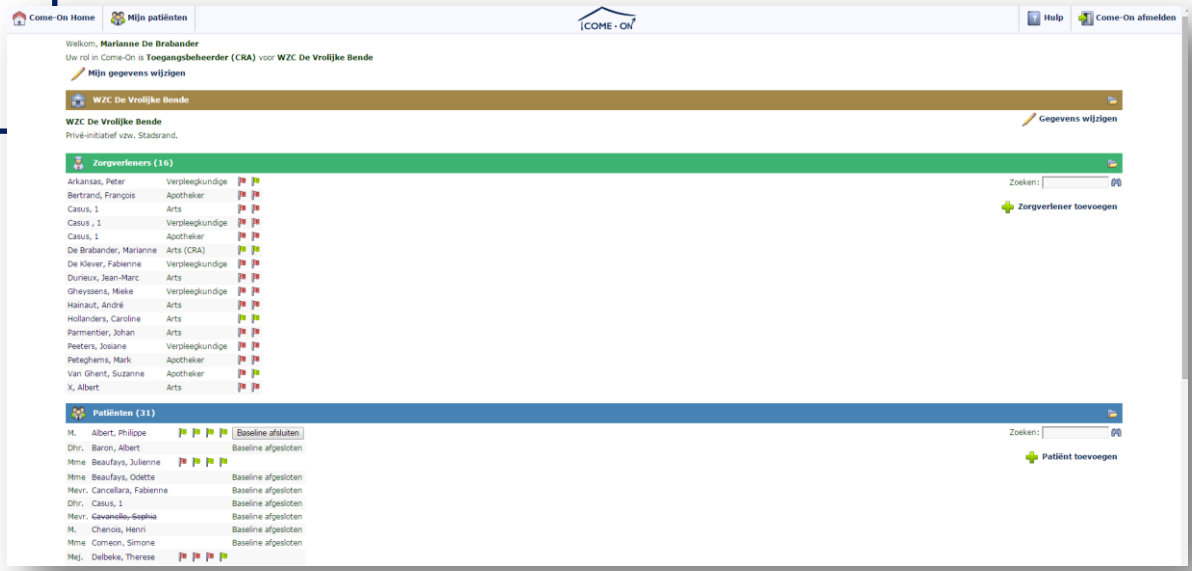 Come-On Home Mijn patiënten COME · ON Hulp Come-On afmelden
Welkom, Marianne De Brabander
Uw rol in Come-On is Toegangsbeheerder (CRA) voor WZC De Vrolijke Bende
Mijn gegevens wijzigen
WZC De Vrolijke Bende
WZC De Vrolijke Bende Gegevens wijzigen
Privé-initiatief vzw. Stadsrand.
Zorgverleners (16)
Arkansas, Peter Verpleegkundige Zoeken:
Bertrand, François Apotheker
Casus, 1 Arts Zorgverlener toevoegen
Casus , 1 Verpleegkundige
Casus, 1 Apotheker
De Brabander, Marianne Arts (CRA)
De Klever, Fabienne Verpleegkundige
Durieux, Jean-Marc Arts
Gheyssens, Mieke Verpleegkundige
Hainaut, André Arts
Hollanders, Caroline Arts
Parmentier, Johan Arts
Peeters, Josiane Verpleegkundige
Peteghems, Mark Apotheker
Van Ghent, Suzanne Apotheker
X, Albert Arts
Patiënten (31)
M. Albert, Philippe Baseline afsluiten Zoeken:
Dhr. Baron, Albert Baseline afgesloten
Mme Beaufays, Julienne Patiënt toevoegen
Mme Beaufays, Odette Baseline afgesloten
Mevr. Cancellara, Fabienne Baseline afgesloten
Dhr. Casus, 1 Baseline afgesloten
Mevr. Cavanelle, Sophia Baseline afgesloten
M. Chenois, Henri Baseline afgesloten
Mme Comeon, Simone Baseline afgesloten
Mej. Delbeke, Therese